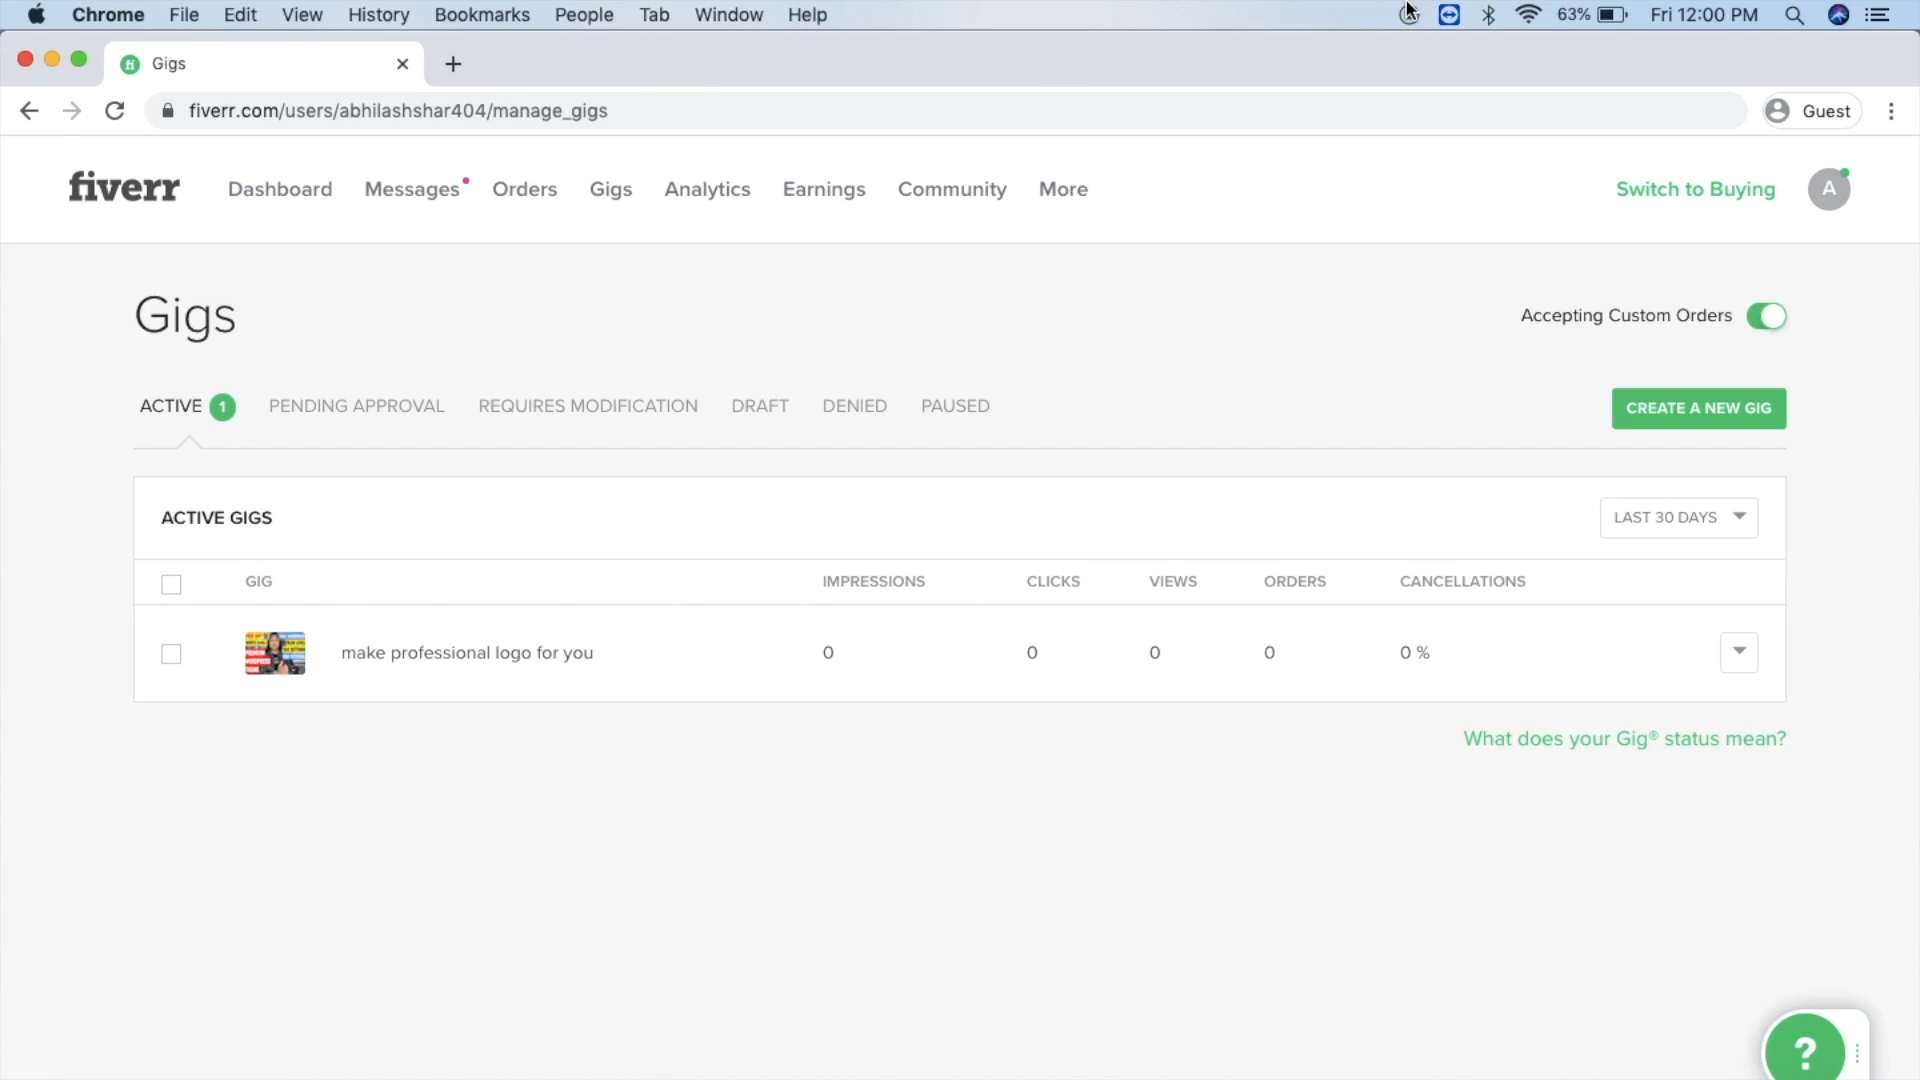 Chrome File Edit View History Bookmarks People Tab Window Help 63% Fri 12:00 PM
fi Gigs
fiverr.com/users/abhilashshar404/manage_gigs Guest
fiverr Dashboard Messages Orders Gigs Analytics Earnings Community More Switch to Buying A
Gigs Accepting Custom Orders
ACTIVE 1 PENDING APPROVAL REQUIRES MODIFICATION DRAFT DENIED PAUSED CREATE A NEW GIG
ACTIVE GIGS LAST 30 DAYS
GIG IMPRESSIONS CLICKS VIEWS ORDERS CANCELLATIONS
make professional logo for you 0 0 0 0 0 %
What does your Gig® status mean?
?